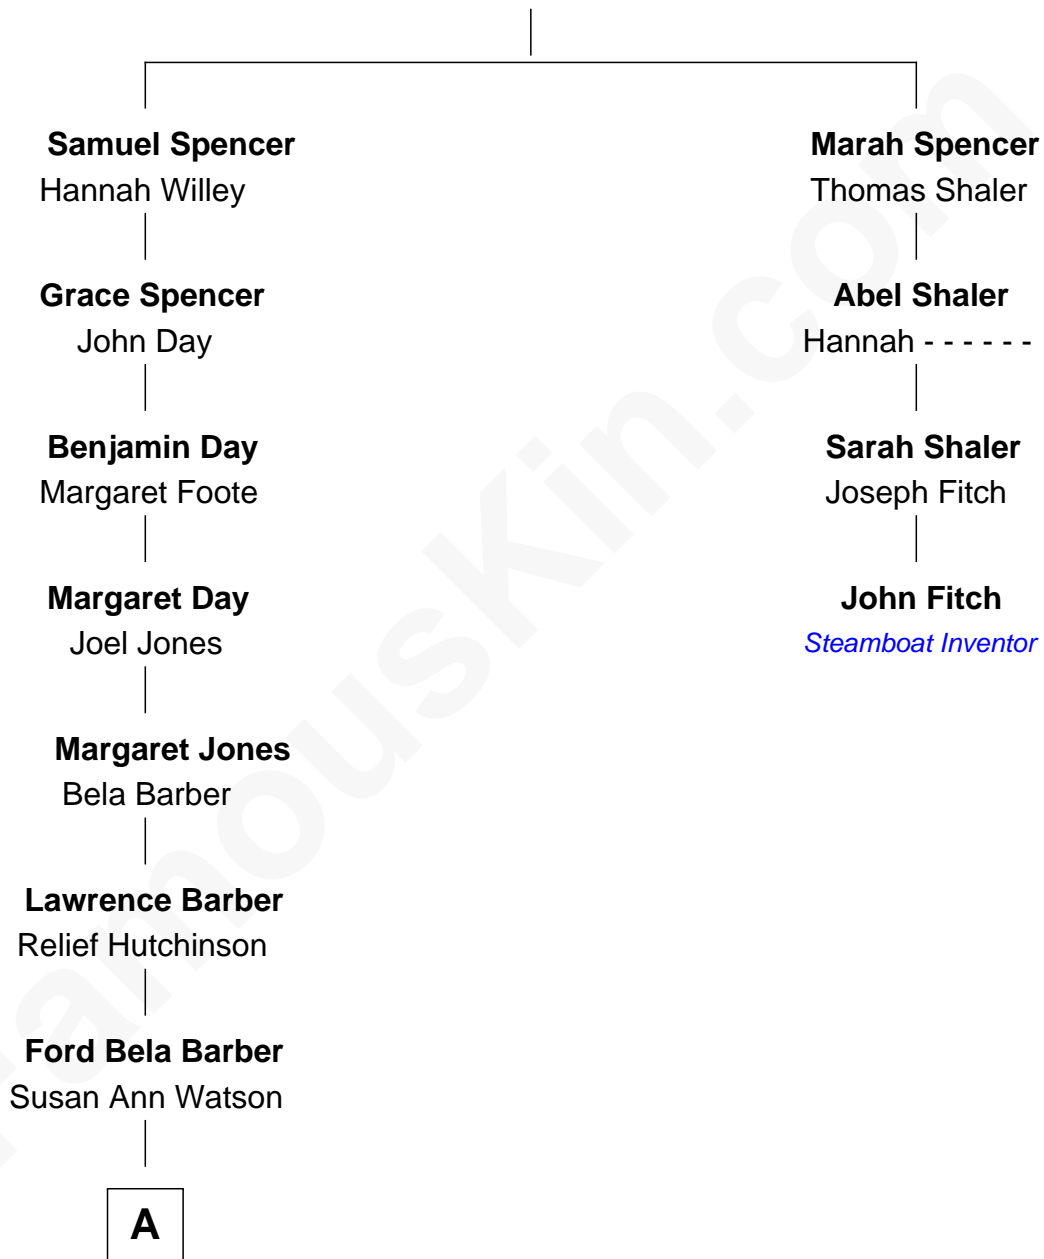 Samuel Spencer
Hannah Willey
Grace Spencer
John Day
Benjamin Day
Margaret Foote
Margaret Day
Joel Jones
Margaret Jones
Bela Barber
Lawrence Barber
Relief Hutchinson
Ford Bela Barber
Susan Ann Watson
A
Marah Spencer
Thomas Shaler
Abel Shaler
Hannah - - - - - -
Sarah Shaler
Joseph Fitch
John Fitch
Steamboat Inventor
FamousKin.com